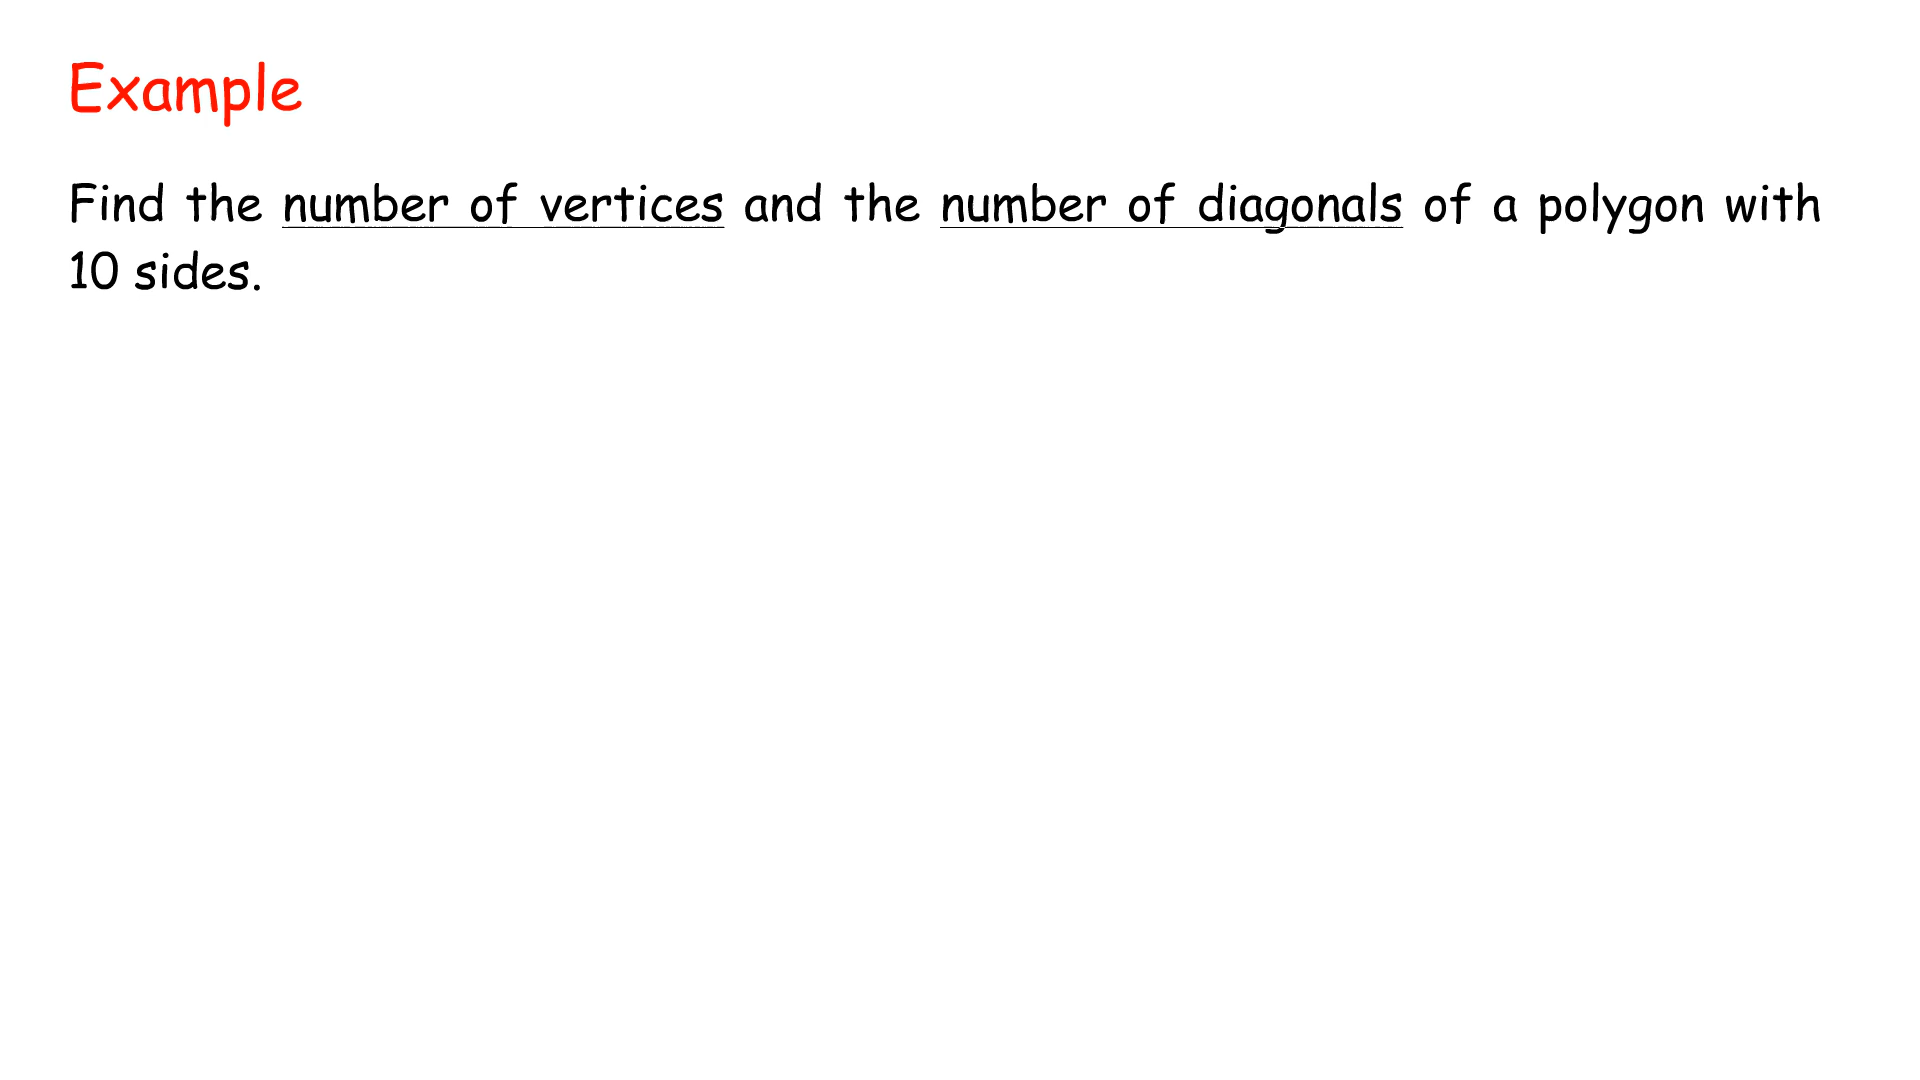 Example
Find the number of vertices and the number of diagonals of a polygon with
10 sides.